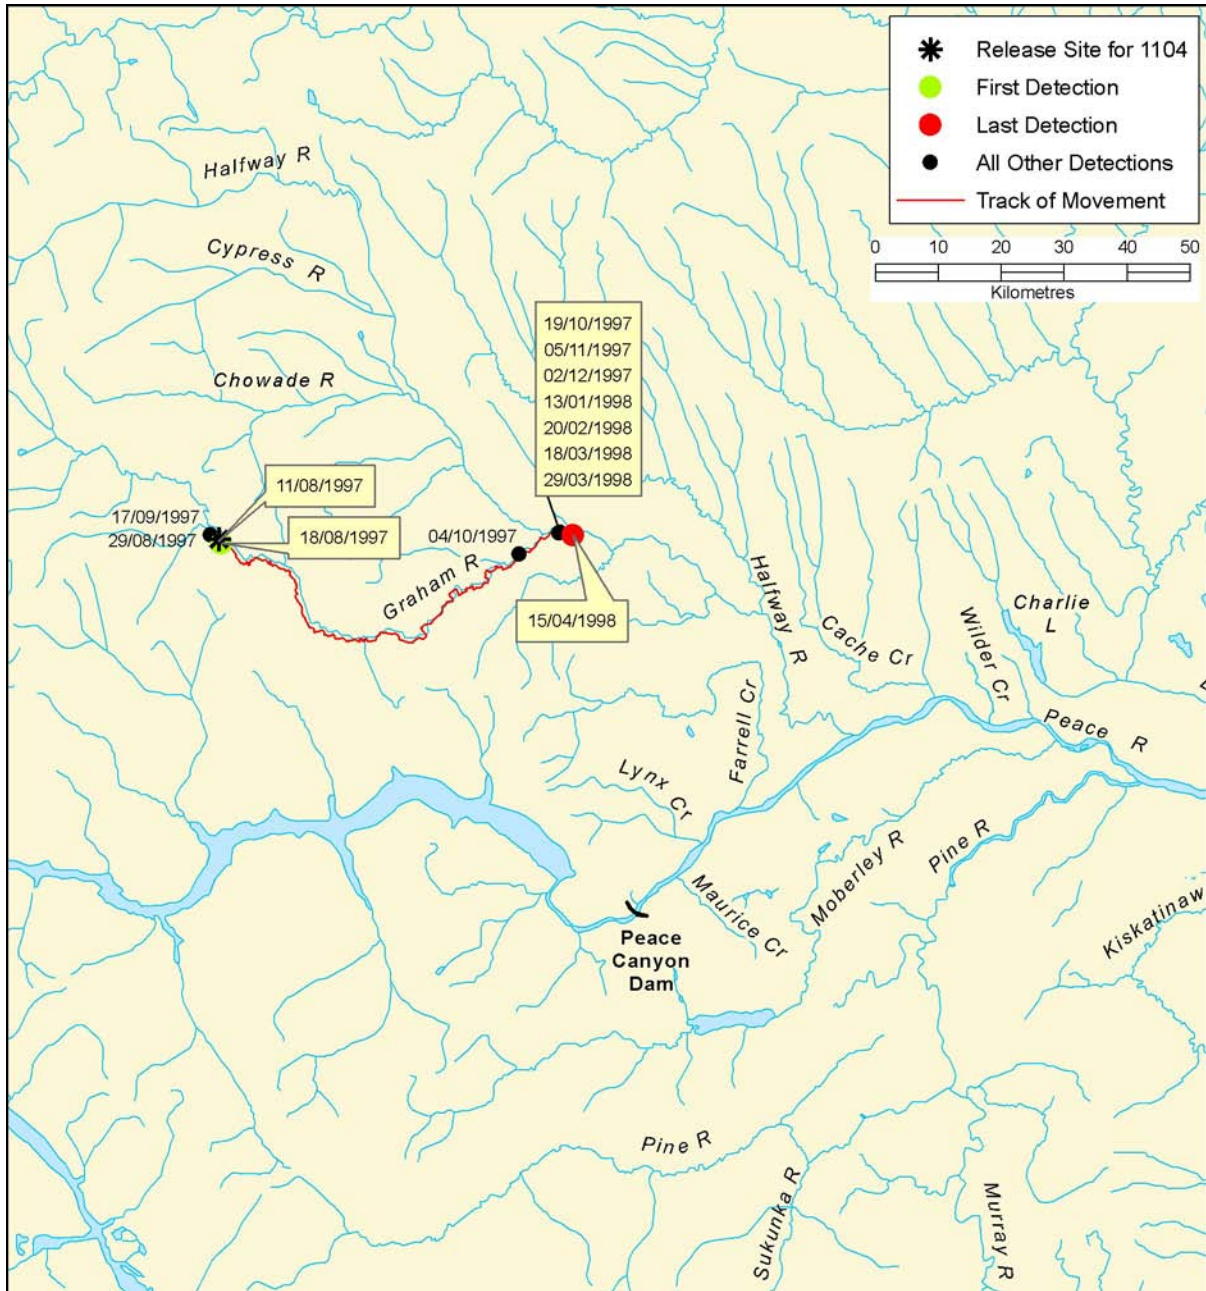 Release Site for 1104
First Detection
Last Detection
All Other Detections
Track of Movement
0 10 20 30 40 50
Kilometres
Halfway R
Cypress R
Chowade R
19/10/1997
05/11/1997
02/12/1997
13/01/1998
20/02/1998
18/03/1998
29/03/1998
11/08/1997
17/09/1997
29/08/1997
18/08/1997
04/10/1997
Graham R
15/04/1998
Halfway R
Cache Cr
Wilder Cr
Charlie
L
Peace R
Farrell Cr
Lynx Cr
Maurice Cr
Moberley R
Pine R
Kiskatinaw
Peace
Canyon
Dam
Pine R
Sukunka R
Murray R